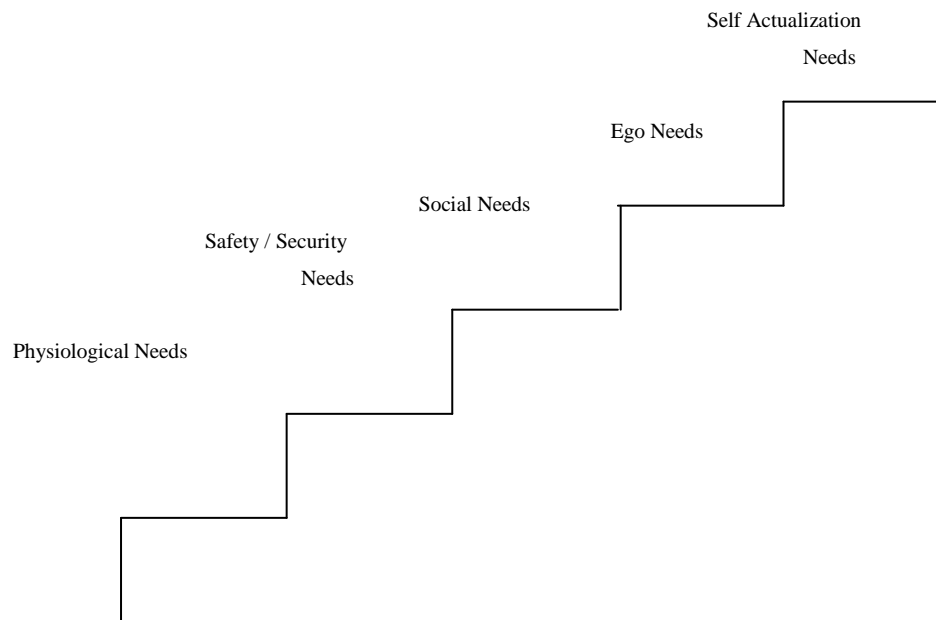 Self Actualization
Needs
Ego Needs
Social Needs
Safety / Security
Needs
Physiological Needs